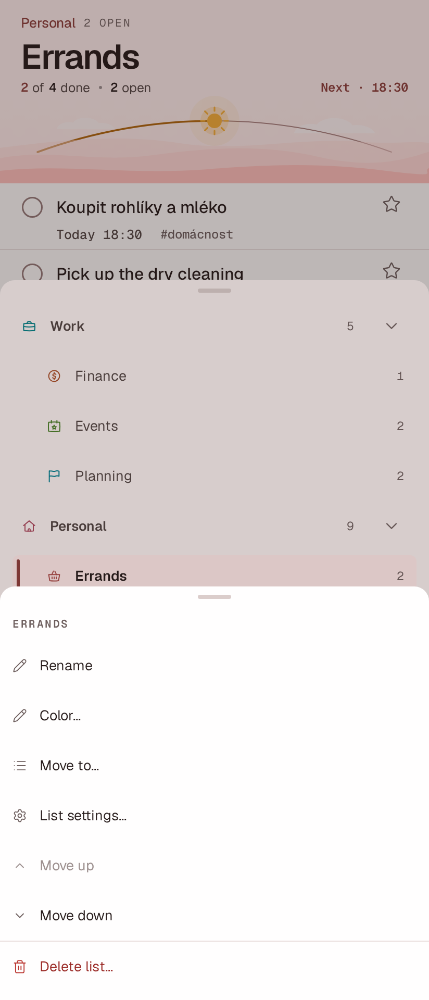 Personal 2 OPEN
Errands
2 of 4 done • 2 open Next · 18:30
Koupit rohlíky a mléko
Today 18:30 #domácnost
Pick up the dry cleaning
Work 5
Finance 1
Events 2
Planning 2
Personal 9
Errands 2
ERRANDS
Rename
Color…
Move to…
List settings…
Move up
Move down
Delete list…